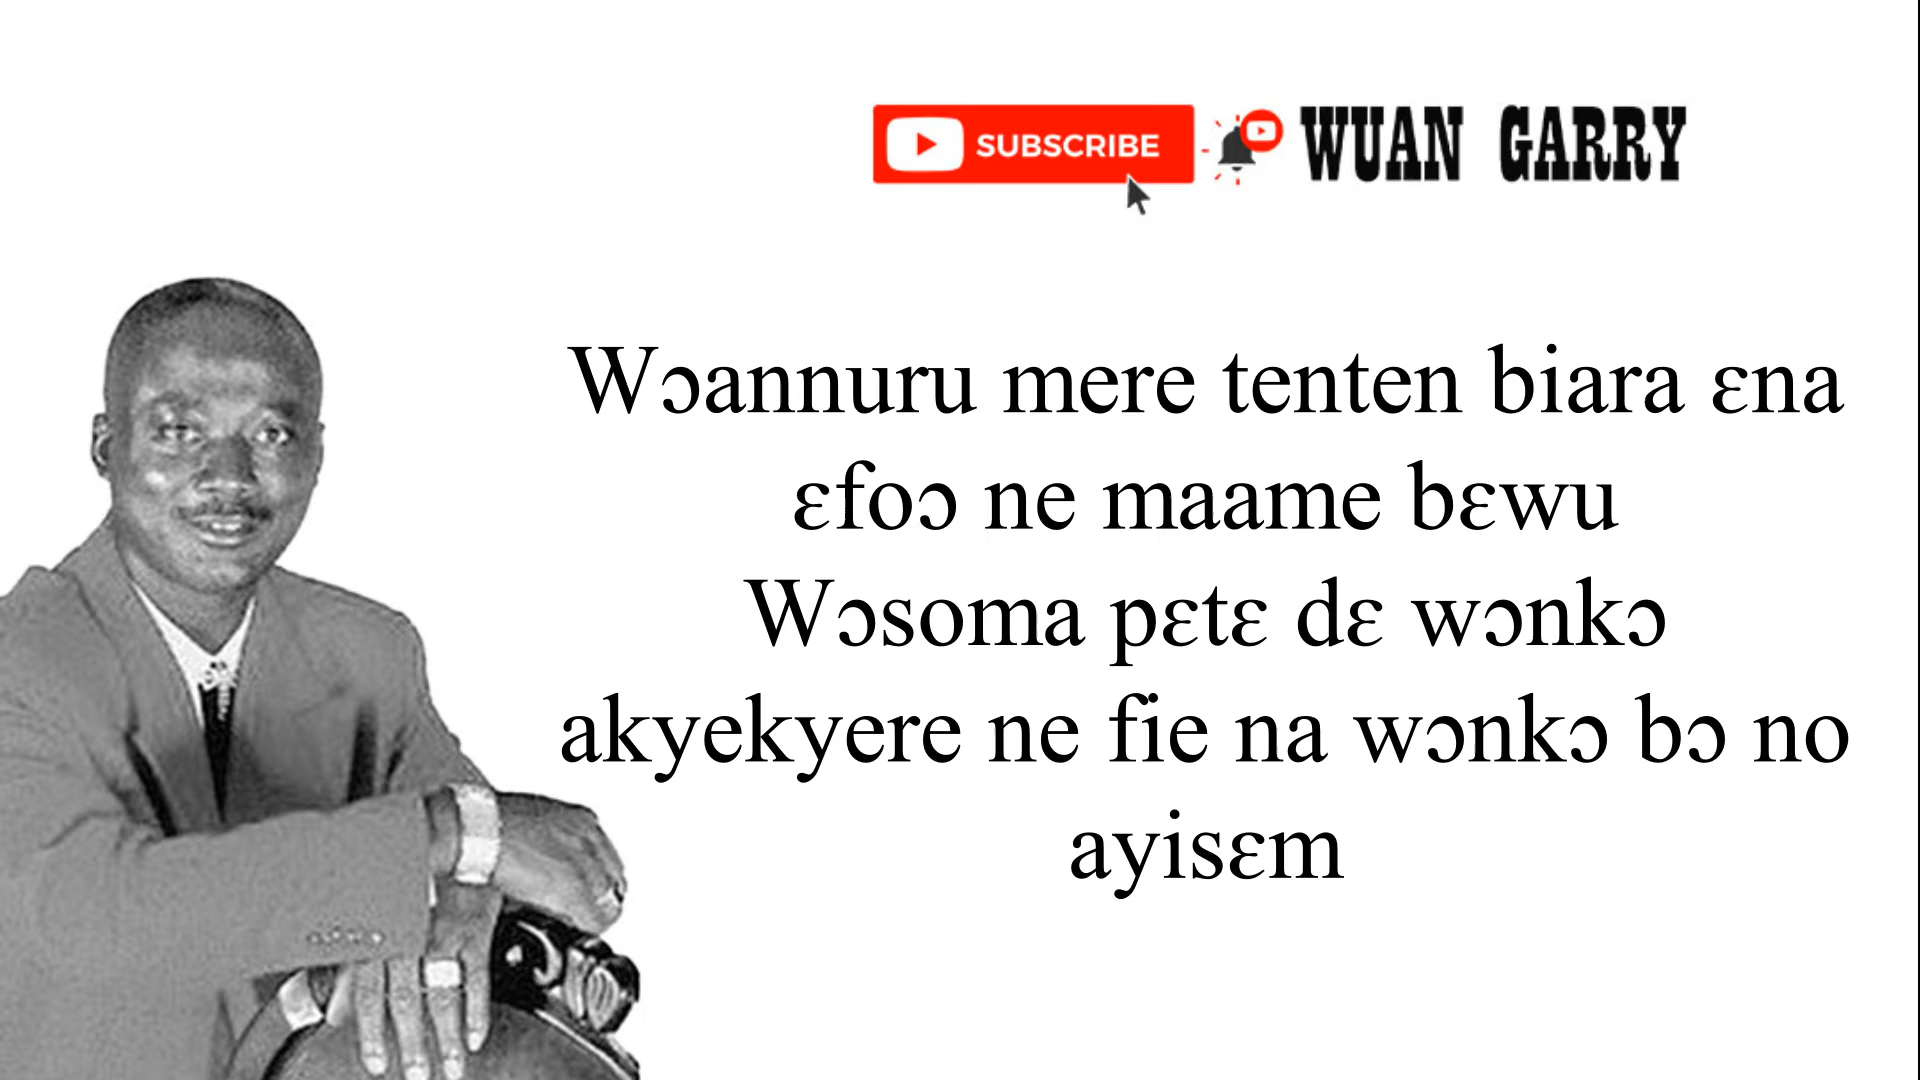 SUBSCRIBE WUAN GARRY
Wɔannuru mere tenten biara ɛna
ɛfoɔ ne maame bɛwu
Wɔsoma pɛtɛ dɛ wɔnkɔ
akyekyere ne fie na wɔnkɔ bɔ no
ayisɛm